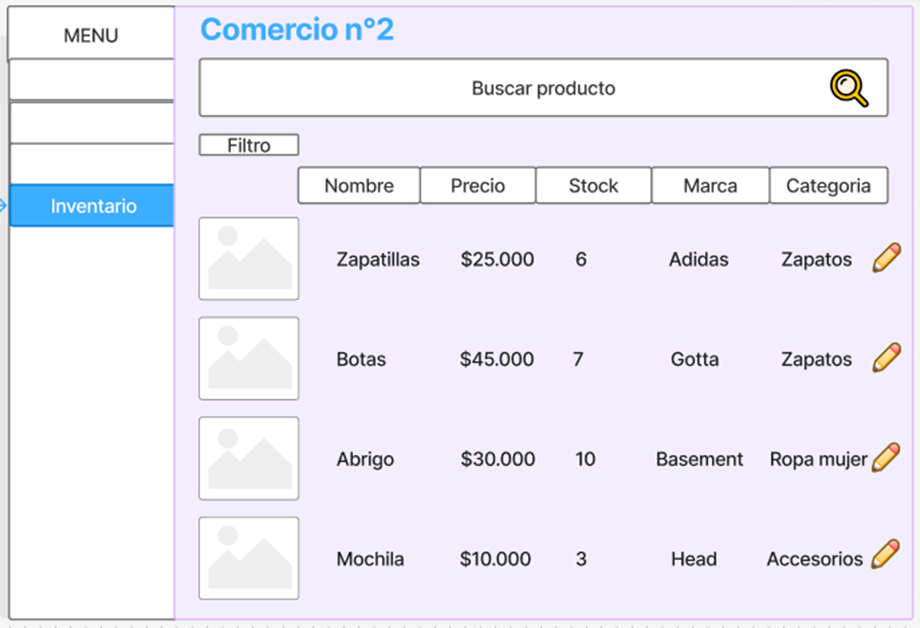 MENU
Comercio n°2
Buscar producto
Filtro
Nombre Precio Stock Marca Categoria
Inventario
Zapatillas $25.000 6 Adidas Zapatos
Botas $45.000 7 Gotta Zapatos
Abrigo $30.000 10 Basement Ropa mujer
Mochila $10.000 3 Head Accesorios